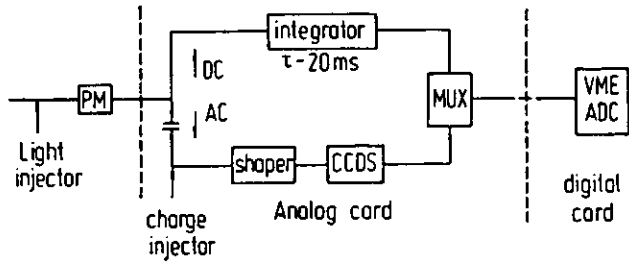 integrator
τ-20ms
DC
PM
AC
MUX
VME
ADC
Light
injector
shaper
CCDS
charge
injector
Analog card
digital
card